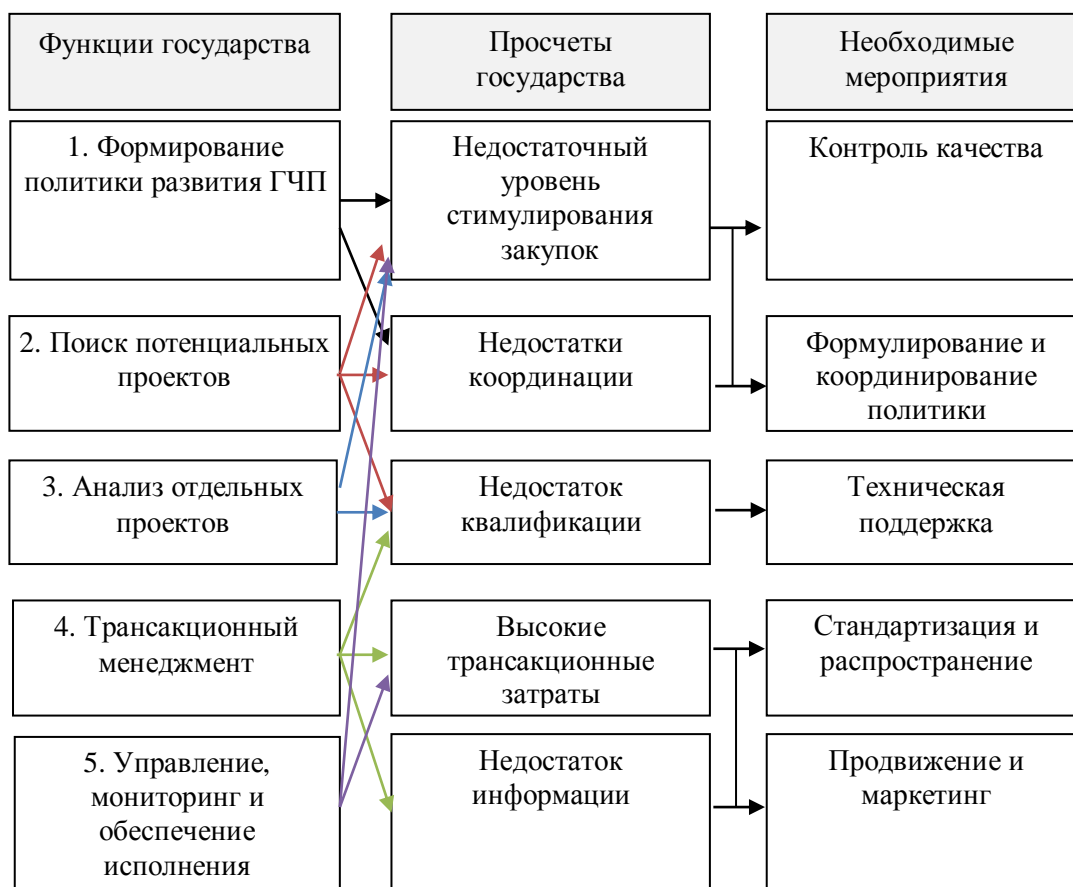 Функции государства
Просчеты
государства
Необходимые
мероприятия
1. Формирование
политики развития ГЧП
Недостаточный
уровень
стимулирования
закупок
Контроль качества
2. Поиск потенциальных
проектов
Недостатки
координации
Формулирование и
координирование
политики
3. Анализ отдельных
проектов
Недостаток
квалификации
Техническая
поддержка
4. Трансакционный
менеджмент
Высокие
трансакционные
затраты
Стандартизация и
распространение
5. Управление,
мониторинг и
обеспечение
исполнения
Недостаток
информации
Продвижение и
маркетинг